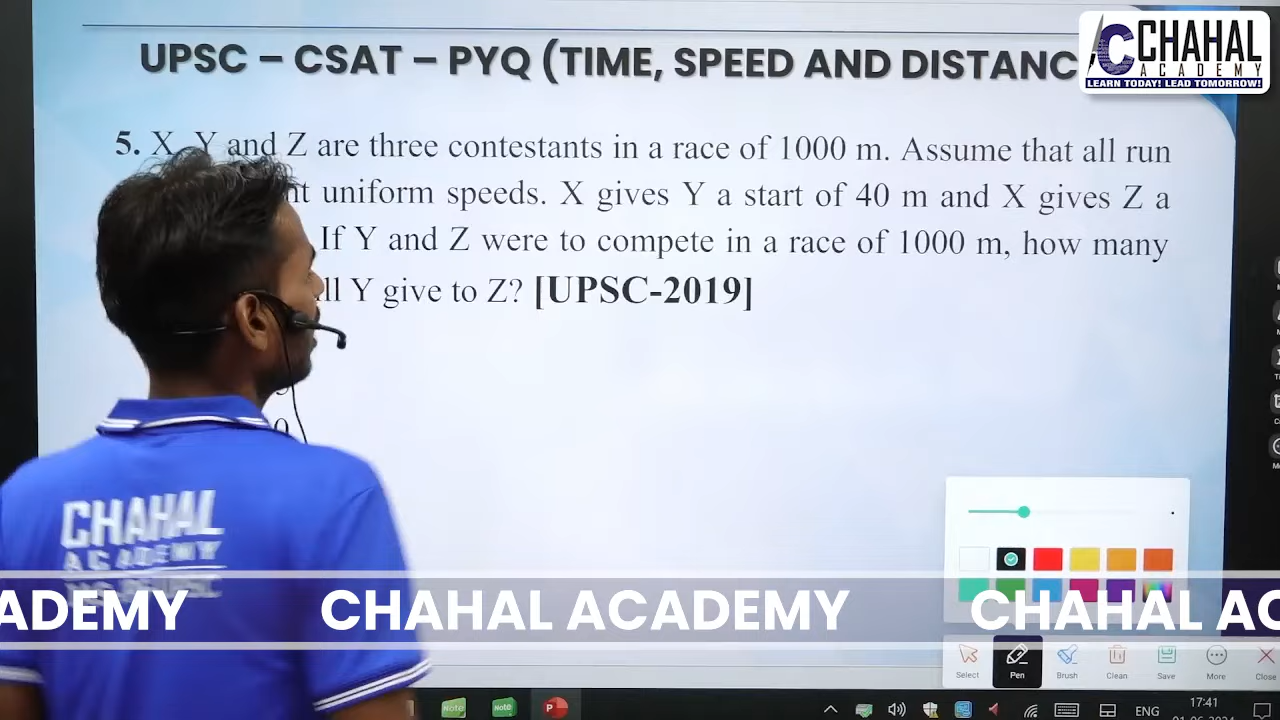 UPSC – CSAT – PYQ (TIME, SPEED AND DISTANC
CHAHAL
ACADEMY
LEARN TODAY! LEAD TOMORROW!
5. X, Y and Z are three contestants in a race of 1000 m. Assume that all run
nt uniform speeds. X gives Y a start of 40 m and X gives Z a
If Y and Z were to compete in a race of 1000 m, how many
ll Y give to Z? [UPSC-2019]
CHAHAL
ACADEMY
ADEMY CHAHAL ACADEMY CHAHAL AC
Select Pen Brush Clean Save More Close
ENG
17:41